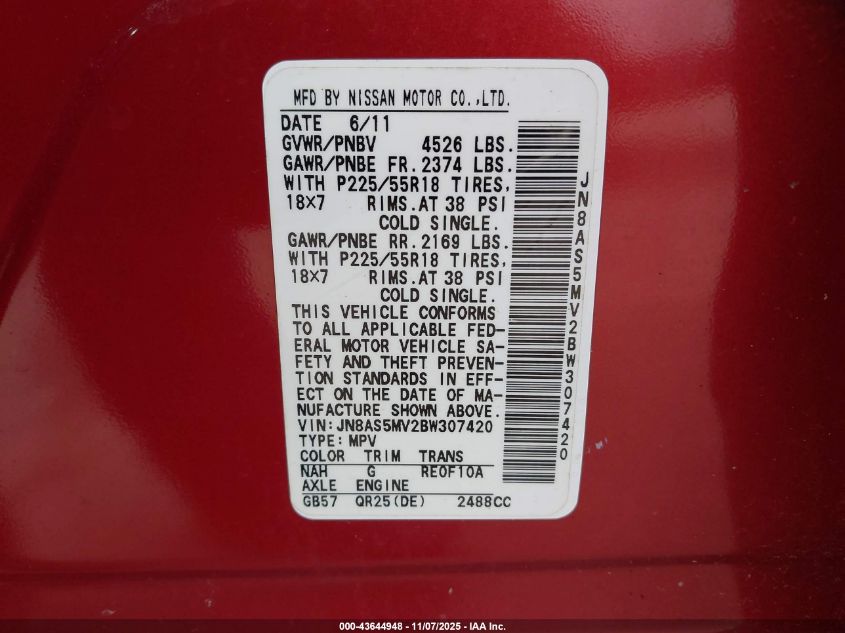 MFD BY NISSAN MOTOR CO.,LTD.
DATE 6/11
GVWR/PNBV 4526 LBS.
GAWR/PNBE FR.2374 LBS.
WITH P225/55R18 TIRES,
18X7 RIMS.AT 38 PSI
COLD SINGLE.
GAWR/PNBE RR.2169 LBS.
WITH P225/55R18 TIRES,
18X7 RIMS.AT 38 PSI
COLD SINGLE.
THIS VEHICLE CONFORMS
TO ALL APPLICABLE FED-
ERAL MOTOR VEHICLE SA-
FETY AND THEFT PREVEN-
TION STANDARDS IN EFF-
ECT ON THE DATE OF MA-
NUFACTURE SHOWN ABOVE.
VIN:JN8AS5MV2BW307420
TYPE:MPV
COLOR TRIM TRANS
NAH G RE0F10A
AXLE ENGINE
GB57 QR25(DE) 2488CC
JN8AS5MV2BW307420
000-43644948 - 11/07/2025 - IAA Inc.